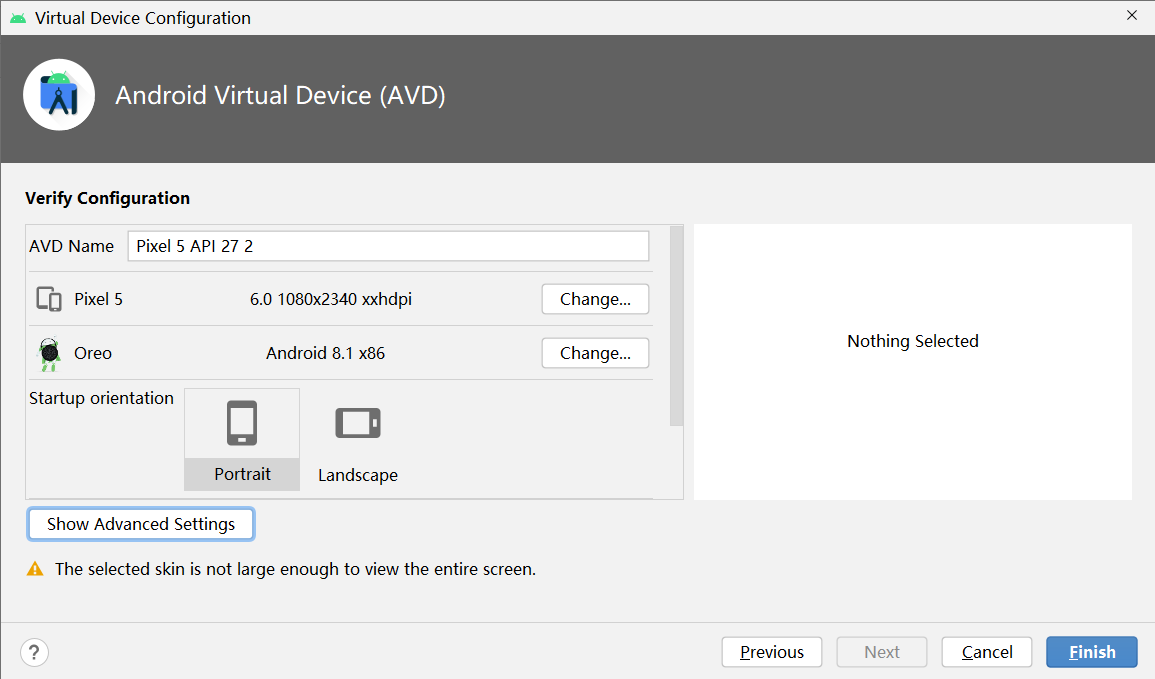 Virtual Device Configuration
Android Virtual Device (AVD)
Verify Configuration
AVD Name Pixel 5 API 27 2
Pixel 5 6.0 1080x2340 xxhdpi Change...
Oreo Android 8.1 x86 Change...
Nothing Selected
Startup orientation
Portrait Landscape
Show Advanced Settings
The selected skin is not large enough to view the entire screen.
? Previous Next Cancel Finish